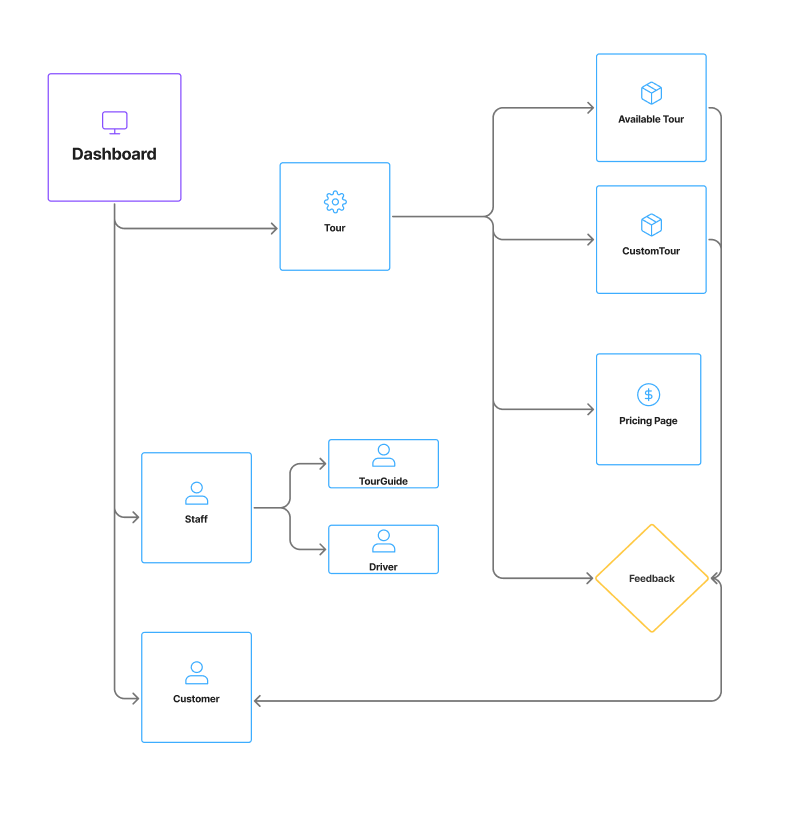 Dashboard
Tour
Available Tour
CustomTour
Pricing Page
Feedback
Staff
TourGuide
Driver
Customer